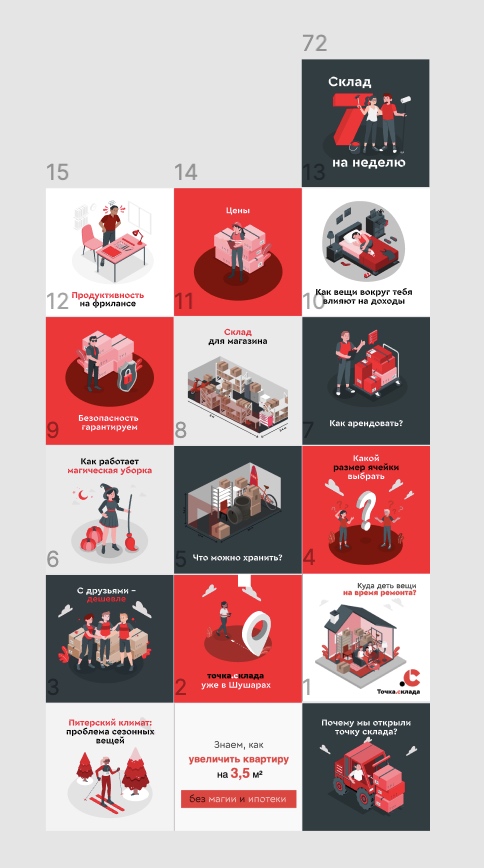 72
Склад
7
на неделю
15
14
13
Продуктивность
на фрилансе
Цены
Как вещи вокруг тебя
влияют на доходы
12
11
10
Безопасность
гарантируем
Склад
для магазина
Как арендовать?
9
8
7
Как работает
магическая уборка
Что можно хранить?
Какой
размер ячейки
выбрать
?
6
5
4
С друзьями –
дешевле
точка.склада
уже в Шушарах
Куда деть вещи
на время ремонта?
Точка.склада
3
2
1
Питерский климат:
проблема сезонных
вещей
Знаем, как
увеличить квартиру
на 3,5 м²
без магии и ипотеки
Почему мы открыли
точку склада?